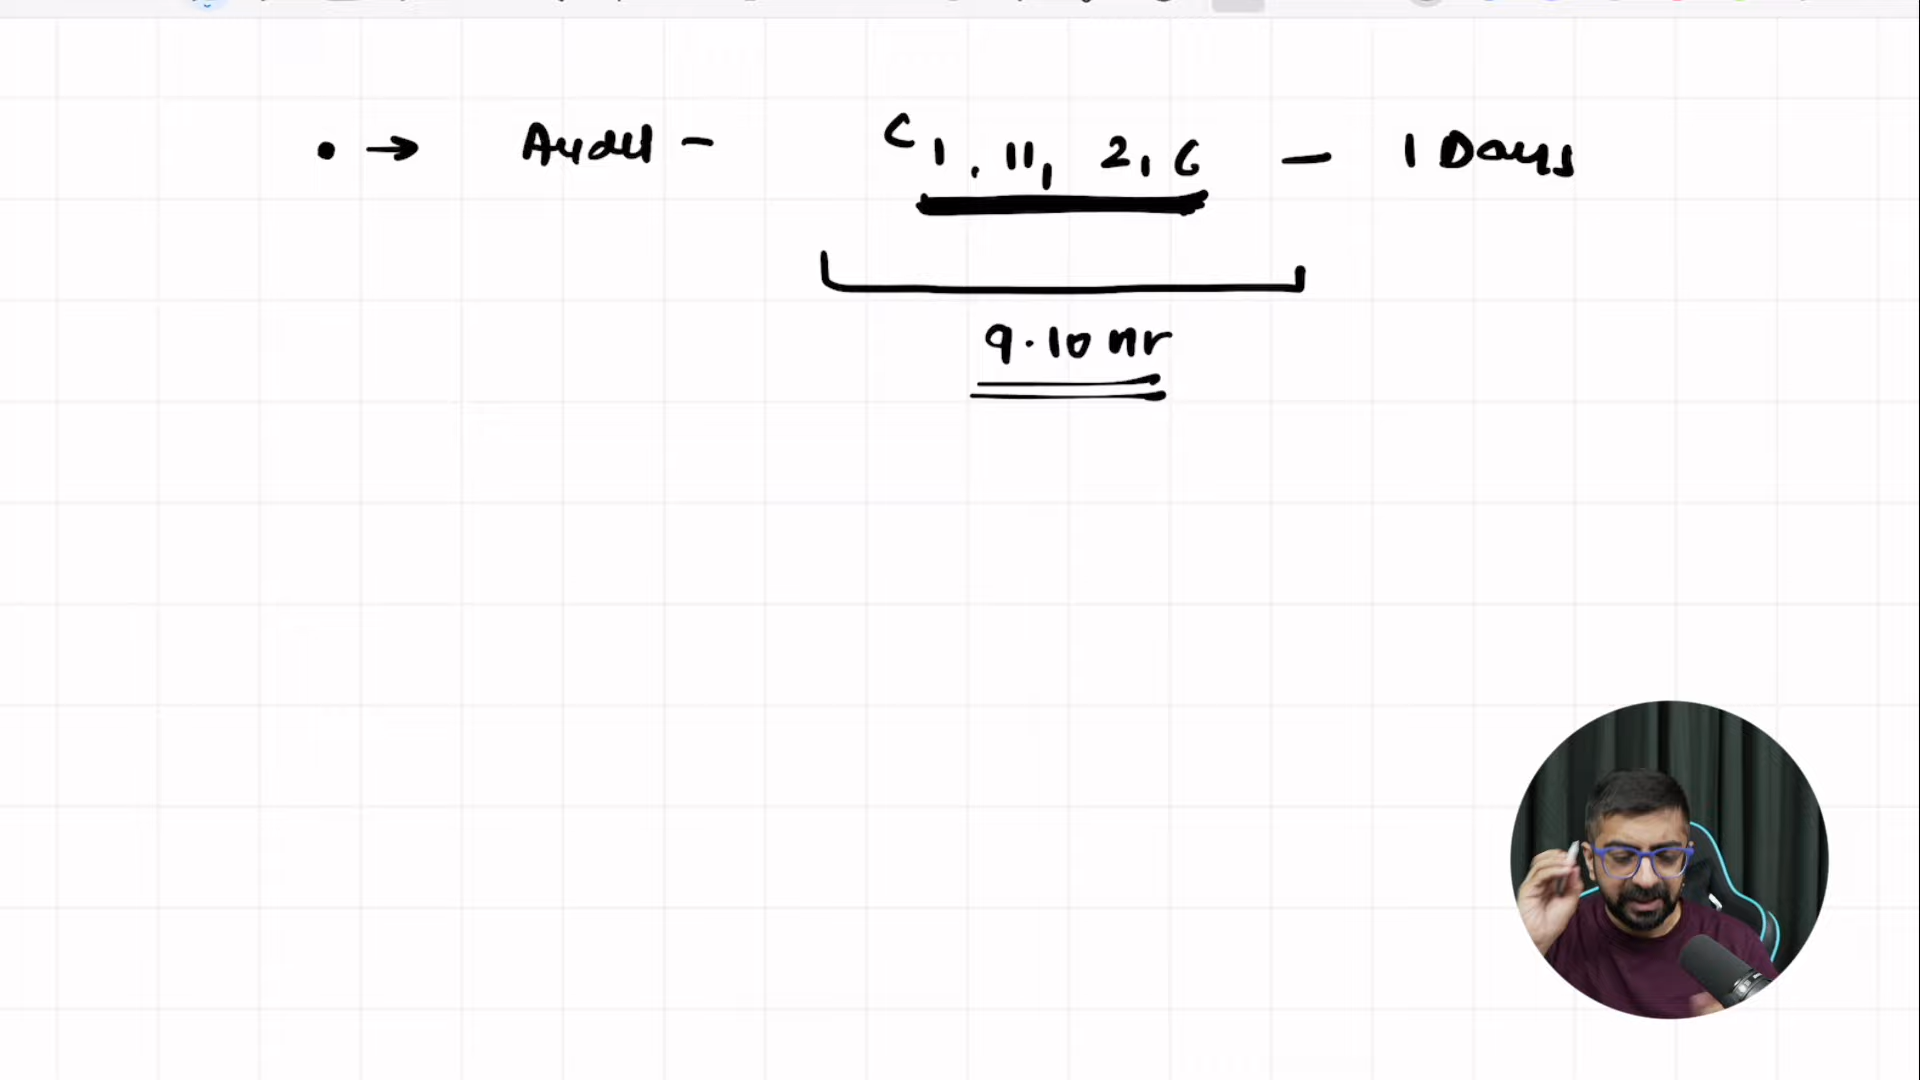 • → Audit - C 1, 11, 2, 6 - 1 Days
9.10 hr